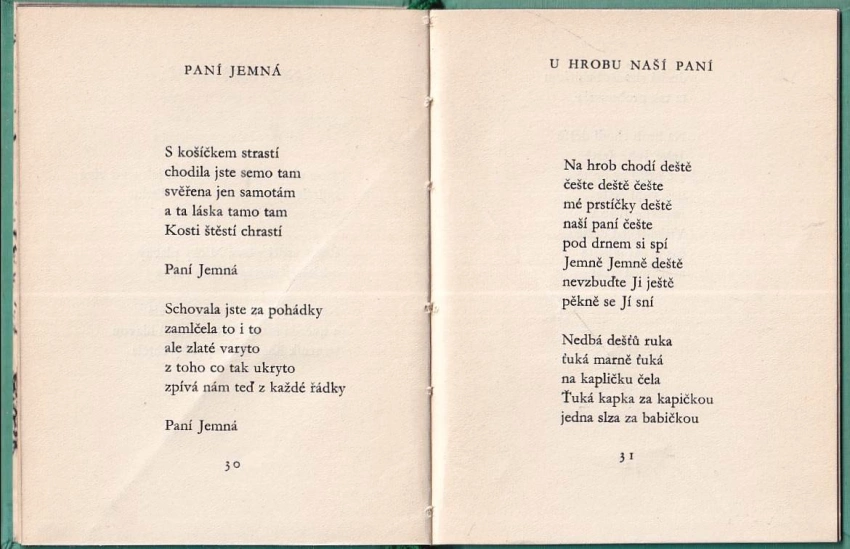 PANÍ JEMNÁ
S košíčkem strastí
chodila jste semo tam
svěřena jen samotám
a ta láska tamo tam
Kosti štěstí chrastí
Paní Jemná
Schovala jste za pohádky
zamlčela to i to
ale zlaté varyto
z toho co tak ukryto
zpívá nám teď z každé řádky
Paní Jemná
30
U HROBU NAŠÍ PANÍ
Na hrob chodí deště
češte deště češte
mé prstíčky deště
naší paní češte
pod drnem si spí
Jemně Jemně deště
nevzbuďte Ji ještě
pěkně se Jí sní
Nedbá dešťů ruka
ťuká marně ťuká
na kapličku čela
Ťuká kapka za kapičkou
jedna slza za babičkou
31